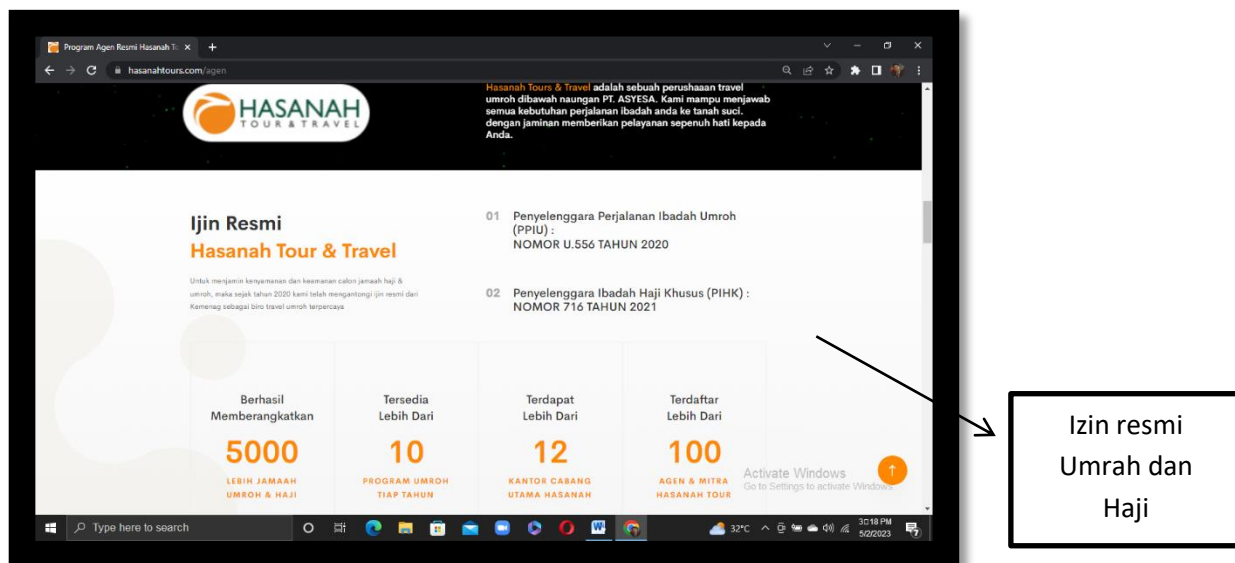 Program Agen Resmi Hasanah To
hasanahtours.com/agen
HASANAH
TOUR & TRAVEL
Hasanah Tours & Travel adalah sebuah perushaaan travel
umroh dibawah naungan PT. ASYESA. Kami mampu menjawab
semua kebutuhan perjalanan ibadah anda ke tanah suci.
dengan jaminan memberikan pelayanan sepenuh hati kepada
Anda.
Ijin Resmi
Hasanah Tour & Travel
Untuk menjamin kenyamanan dan keamanan calon jamaah haji &
umroh, maka sejak tahun 2020 kami telah mengantongi ijin resmi dari
Kemenag sebagai biro travel umroh terpercaya
01 Penyelenggara Perjalanan Ibadah Umroh
(PPIU) :
NOMOR U.556 TAHUN 2020
02 Penyelenggara Ibadah Haji Khusus (PIHK) :
NOMOR 716 TAHUN 2021
Berhasil
Memberangkatkan
5000
LEBIH JAMAAH
UMROH & HAJI
Tersedia
Lebih Dari
10
PROGRAM UMROH
TIAP TAHUN
Terdapat
Lebih Dari
12
KANTOR CABANG
UTAMA HASANAH
Terdaftar
Lebih Dari
100
AGEN & MITRA
HASANAH TOUR
Activate Windows
Go to Settings to activate Windows
Type here to search
32°C
3:18 PM
5/2/2023
Izin resmi
Umrah dan
Haji